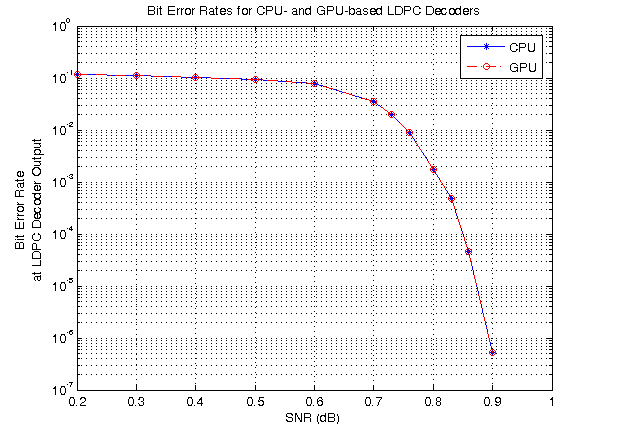 Bit Error Rates for CPU- and GPU-based LDPC Decoders
CPU
GPU
Bit Error Rate
at LDPC Decoder Output
10^0
10^-1
10^-2
10^-3
10^-4
10^-5
10^-6
10^-7
0.2 0.3 0.4 0.5 0.6 0.7 0.8 0.9 1
SNR (dB)